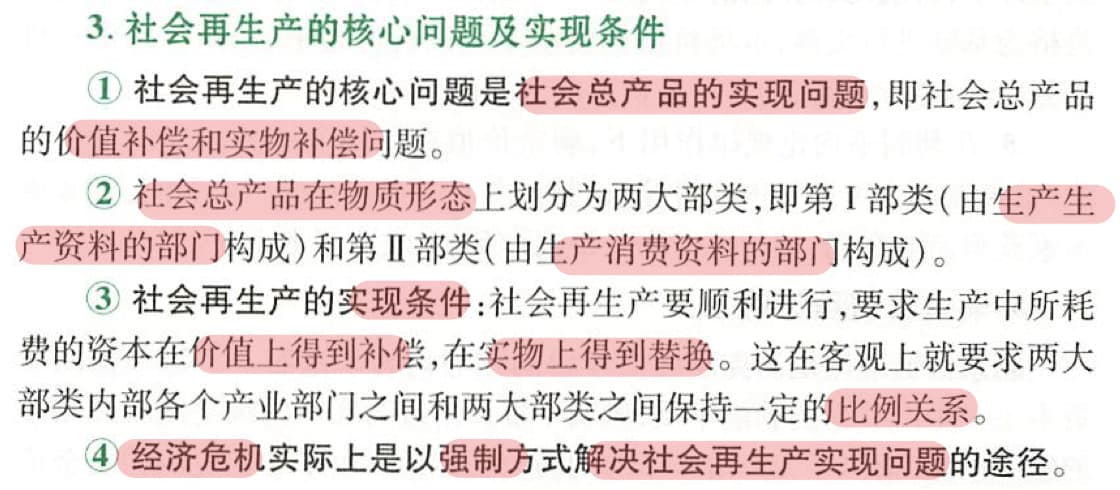 3. 社会再生产的核心问题及实现条件
① 社会再生产的核心问题是社会总产品的实现问题,即社会总产品
的价值补偿和实物补偿问题。
② 社会总产品在物质形态上划分为两大部类,即第Ⅰ部类(由生产生
产资料的部门构成)和第Ⅱ部类(由生产消费资料的部门构成)。
③ 社会再生产的实现条件:社会再生产要顺利进行,要求生产中所耗
费的资本在价值上得到补偿,在实物上得到替换。这在客观上就要求两大
部类内部各个产业部门之间和两大部类之间保持一定的比例关系。
④ 经济危机实际上是以强制方式解决社会再生产实现问题的途径。